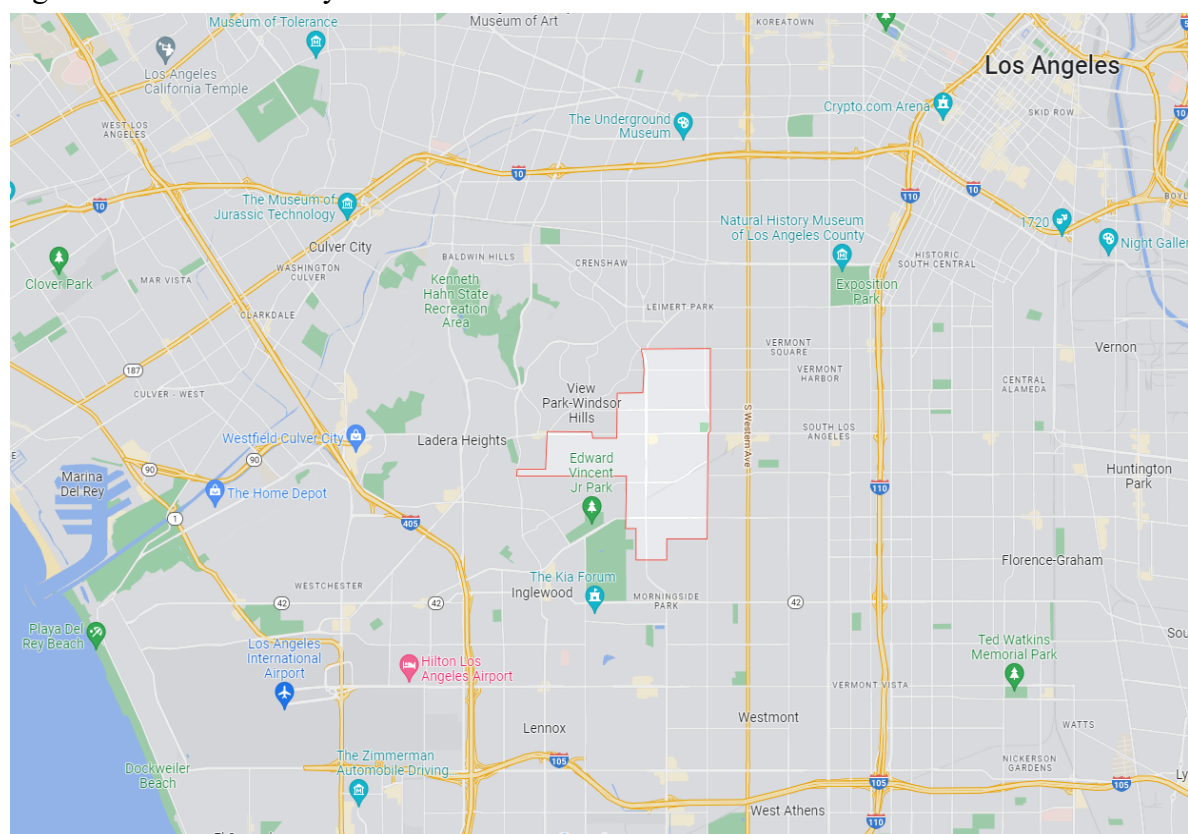 Museum of Art
Museum of Tolerance
KOREATOWN
Los Angeles
California Temple
Los Angeles
Crypto.com Arena
SKID ROW
10
The Underground
Museum
WEST LOS
ANGELES
10
110
10
10
The Museum of
Jurassic Technology
Natural History Museum
of Los Angeles County
1720
Night Galler
Culver City
BALDWIN HILLS
CRENSHAW
HISTORIC
SOUTH CENTRAL
WASHINGTON
CULVER
MAR VISTA
Clover Park
Kenneth
Hahn State
Recreation
Area
Exposition
Park
LEIMERT PARK
CLARKDALE
VERMONT
SQUARE
Vernon
187
VERMONT
HARBOR
CENTRAL
ALAMEDA
CULVER - WEST
View
Park-Windsor
Hills
S Western Ave
SOUTH LOS
ANGELES
Westfield Culver City
Ladera Heights
90
90
Edward
Vincent
Jr Park
Marina
Del Rey
The Home Depot
Huntington
Park
110
1
405
Florence-Graham
The Kia Forum
Inglewood
WESTCHESTER
MORNINGSIDE
PARK
42
42
42
Playa Del
Rey Beach
Los Angeles
International
Airport
Hilton Los
Angeles Airport
Ted Watkins
Memorial Park
VERMONT VISTA
Westmont
Lennox
WATTS
The Zimmerman
Automobile Driving...
105
NICKERSON
GARDENS
Dockweiler
Beach
105
105
West Athens
110